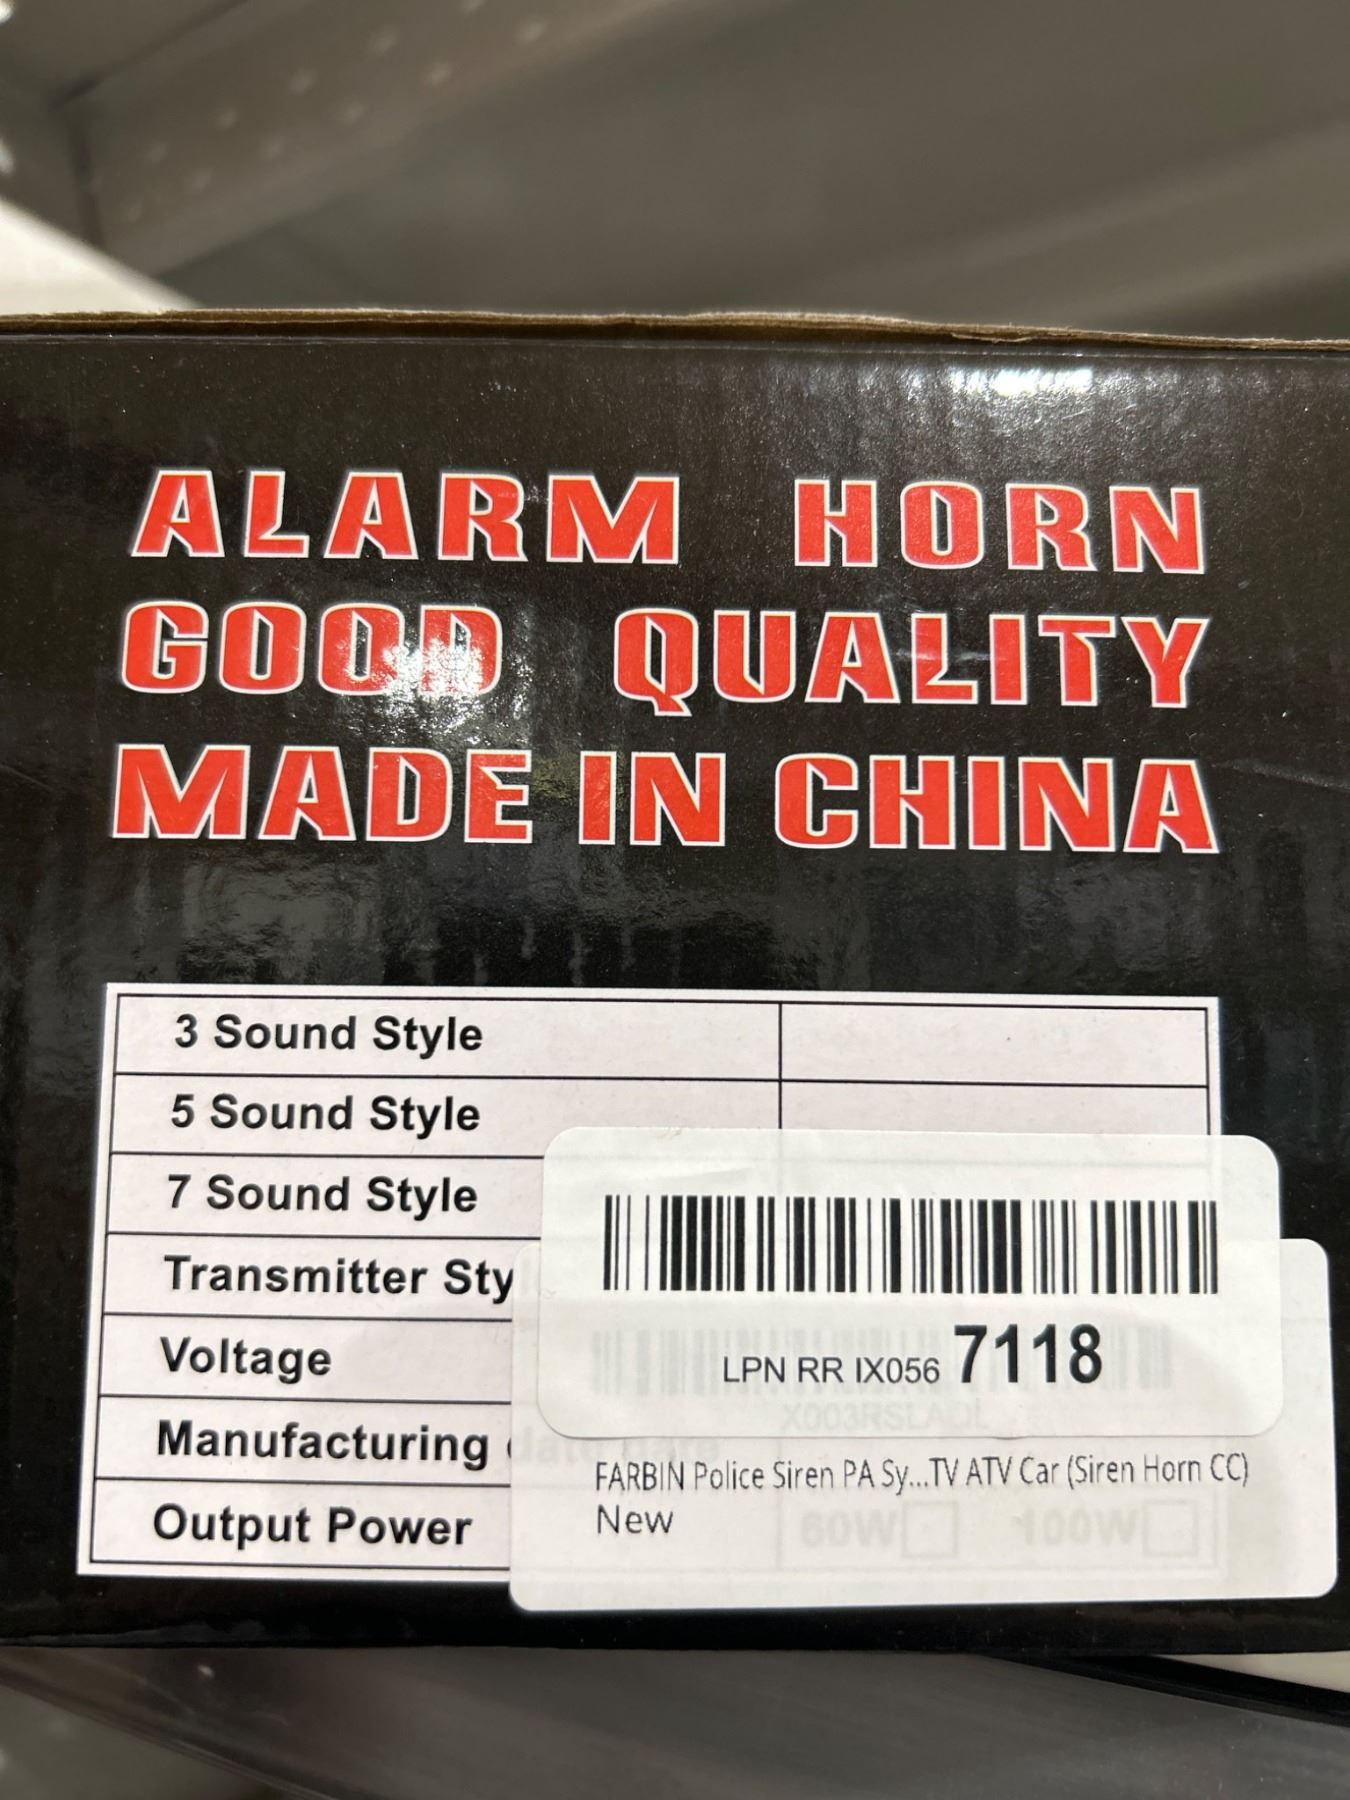 ALARM HORN
GOOD QUALITY
MADE IN CHINA
3 Sound Style
5 Sound Style
7 Sound Style
Transmitter Sty
Voltage
Manufacturing date
Output Power 60W 100W
LPN RR IX056 7118
FARBIN Police Siren PA Sy...TV ATV Car (Siren Horn CC)
New